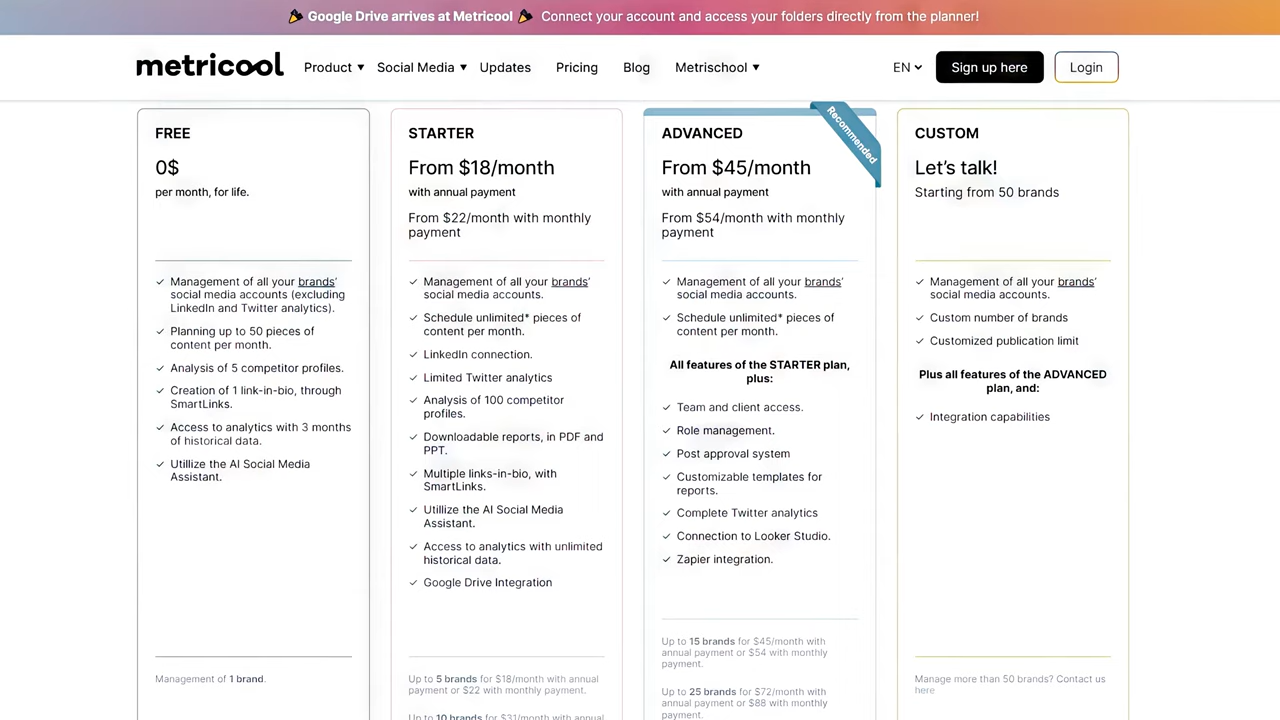 Google Drive arrives at Metricool Connect your account and access your folders directly from the planner!
metricool Product Social Media Updates Pricing Blog Metrischool EN Sign up here Login
FREE
0$
per month, for life.
Management of all your brands'
social media accounts (excluding
LinkedIn and Twitter analytics).
Planning up to 50 pieces of
content per month.
Analysis of 5 competitor profiles.
Creation of 1 link-in-bio, through
SmartLinks.
Access to analytics with 3 months
of historical data.
Utillize the AI Social Media
Assistant.
Management of 1 brand.
STARTER
From $18/month
with annual payment
From $22/month with monthly
payment
Management of all your brands'
social media accounts.
Schedule unlimited* pieces of
content per month.
LinkedIn connection.
Limited Twitter analytics
Analysis of 100 competitor
profiles.
Downloadable reports, in PDF and
PPT.
Multiple links-in-bio, with
SmartLinks.
Utillize the AI Social Media
Assistant.
Access to analytics with unlimited
historical data.
Google Drive Integration
Up to 5 brands for $18/month with annual
payment or $22 with monthly payment.
Up to 10 brands for $31/month with annual
ADVANCED
Recommended
From $45/month
with annual payment
From $54/month with monthly
payment
Management of all your brands'
social media accounts.
Schedule unlimited* pieces of
content per month.
All features of the STARTER plan,
plus:
Team and client access.
Role management.
Post approval system
Customizable templates for
reports.
Complete Twitter analytics
Connection to Looker Studio.
Zapier integration.
Up to 15 brands for $45/month with
annual payment or $54 with monthly
payment.
Up to 25 brands for $72/month with
annual payment or $88 with monthly
payment.
CUSTOM
Let's talk!
Starting from 50 brands
Management of all your brands'
social media accounts.
Custom number of brands
Customized publication limit
Plus all features of the ADVANCED
plan, and:
Integration capabilities
Manage more than 50 brands? Contact us
here